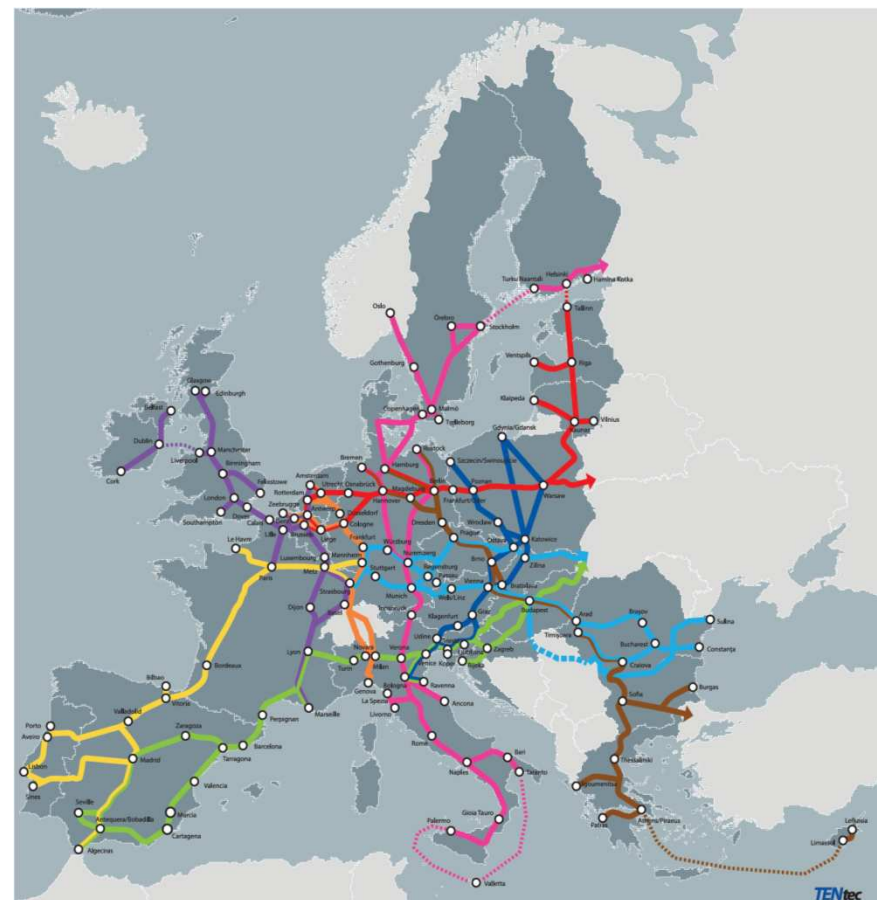 Oslo
Örebro
Stockholm
Turku Naantali
Helsinki
Hamina Kotka
Tallinn
Ventspils
Riga
Klaipeda
Vilnius
Kaunas
Gothenburg
Copenhagen
Malmö
Trelleborg
Gdynia/Gdansk
Glasgow
Edinburgh
Belfast
Dublin
Cork
Liverpool
Manchester
Birmingham
Felixstowe
London
Southampton
Dover
Calais
Bremen
Hamburg
Rostock
Szczecin/Swinoujscie
Amsterdam
Rotterdam
Utrecht
Osnabrück
Hannover
Magdeburg
Berlin
Frankfurt/Oder
Poznan
Warsaw
Zeebrugge
Antwerp
Düsseldorf
Cologne
Lille
Brussels
Liege
Dresden
Wroclaw
Katowice
Le Havre
Paris
Luxembourg
Metz
Mannheim
Frankfurt
Würzburg
Nuremberg
Prague
Ostrava
Brno
Žilina
Strasbourg
Stuttgart
Regensburg
Munich
Wels/Linz
Vienna
Bratislava
Budapest
Dijon
Basel
Innsbruck
Klagenfurt
Graz
Udine
Ljubljana
Zagreb
Arad
Timişoara
Braşov
Bucharest
Sulina
Constanţa
Craiova
Lyon
Turin
Novara
Milan
Verona
Venice
Koper
Rijeka
Genova
Bologna
Ravenna
La Spezia
Livorno
Ancona
Bordeaux
Bilbao
Vitoria
Marseille
Perpignan
Sofia
Burgas
Porto
Aveiro
Valladolid
Zaragoza
Barcelona
Tarragona
Madrid
Lisbon
Sines
Valencia
Seville
Antequera/Bobadilla
Murcia
Cartagena
Algeciras
Rome
Naples
Bari
Taranto
Gioia Tauro
Palermo
Valletta
Thessaloniki
Igoumenitsa
Patras
Athens/Piraeus
Lefkosia
Limassol
TENtec